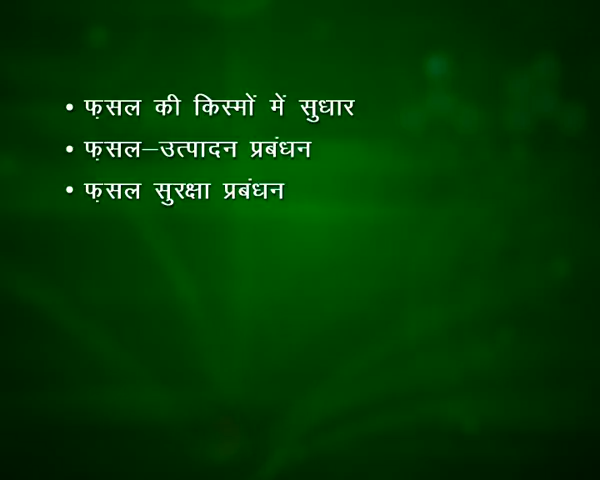 • फ़सल की किस्मों में सुधार
• फ़सल–उत्पादन प्रबंधन
• फ़सल सुरक्षा प्रबंधन